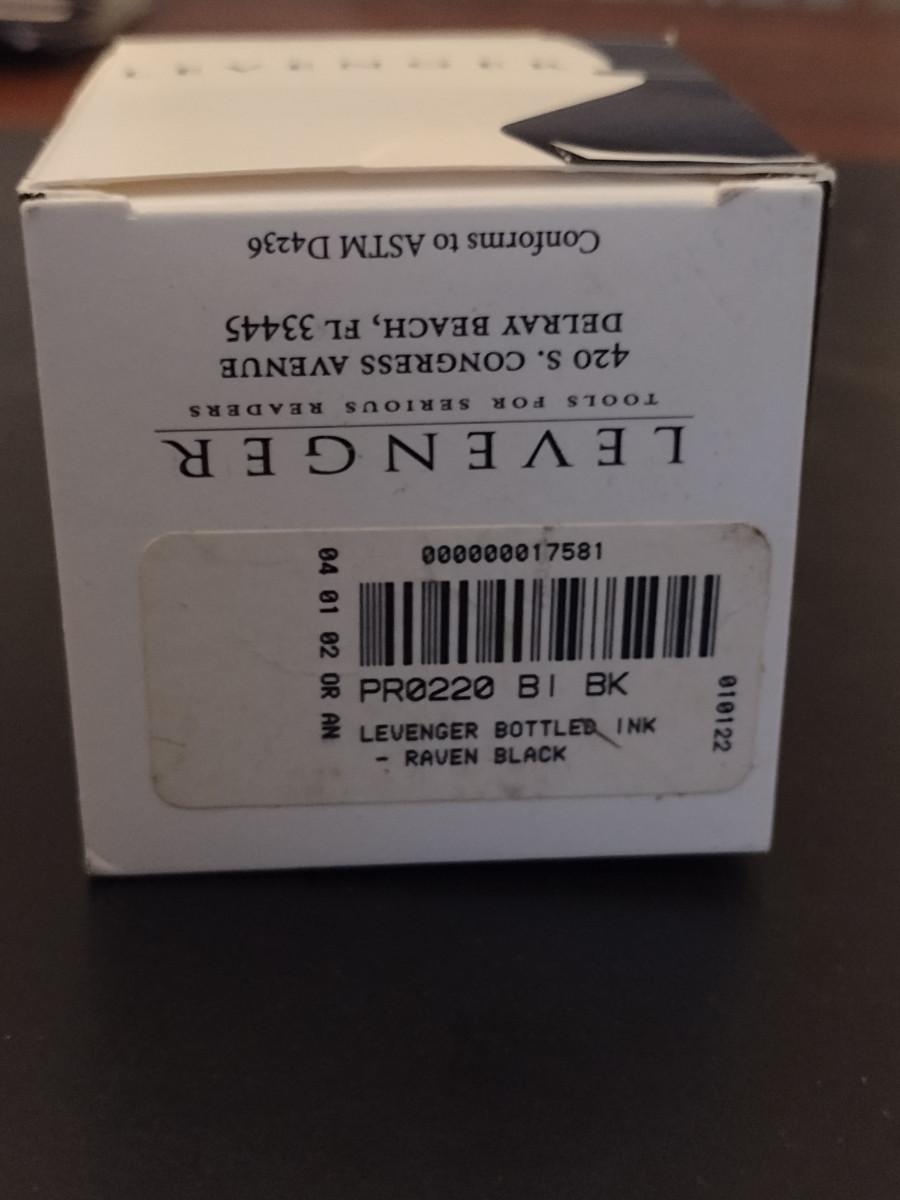 LEVENGER
Conforms to ASTM D4236
LEVENGER
TOOLS FOR SERIOUS READERS
420 S. CONGRESS AVENUE
DELRAY BEACH, FL 33445
000000017581
04 01 02 OR AN
PR0220 BI BK
010122
LEVENGER BOTTLED INK
- RAVEN BLACK